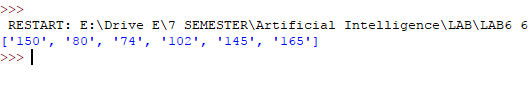 >>>
RESTART: E:\Drive E\7 SEMESTER\Artificial Intelligence\LAB\LAB6 6
['150', '80', '74', '102', '145', '165']
>>>